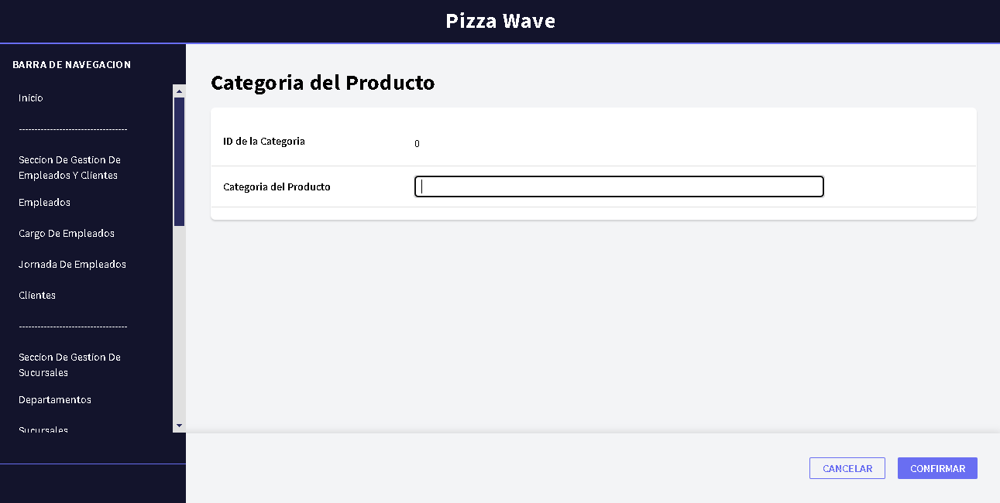 Pizza Wave
BARRA DE NAVEGACION
Inicio
-----------------------------------
Seccion De Gestion De
Empleados Y Clientes
Empleados
Cargo De Empleados
Jornada De Empleados
Clientes
-----------------------------------
Seccion De Gestion De
Sucursales
Departamentos
Sucursales
Categoria del Producto
ID de la Categoria 0
Categoria del Producto
CANCELAR CONFIRMAR